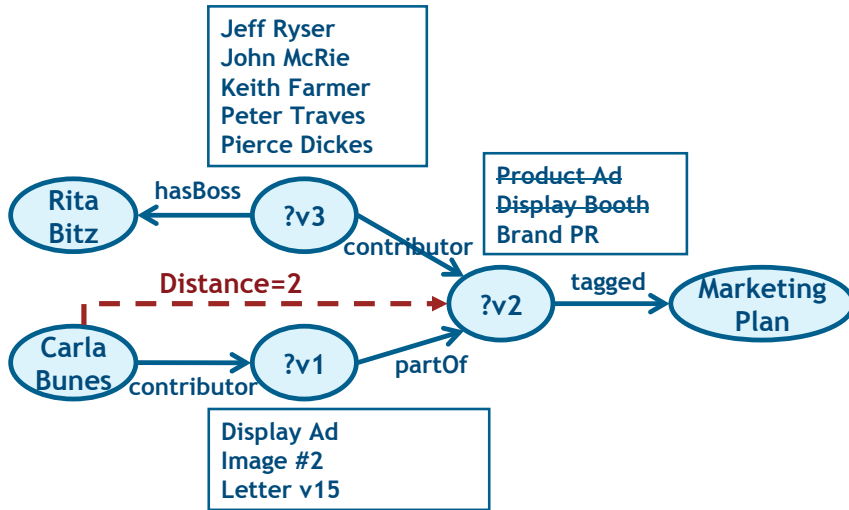 Jeff Ryser
John McRie
Keith Farmer
Peter Traves
Pierce Dickes
Product Ad
Display Booth
Brand PR
Rita
Bitz
hasBoss
?v3
contributor
Distance=2
?v2
tagged
Marketing
Plan
Carla
Bunes
contributor
?v1
partOf
Display Ad
Image #2
Letter v15